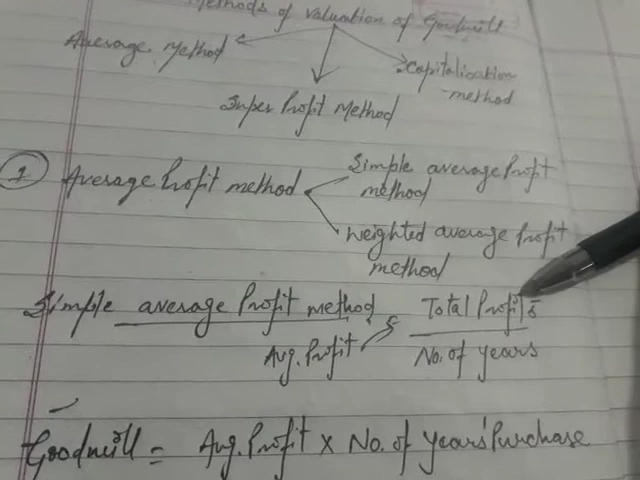 Methods of Valuation of Goodwill
Average Method
Capitalisation
method
Super Profit Method
1 Average Profit method
Simple average Profit
method
Weighted average Profit
method
Simple average Profit method
Avg. Profit
Total Profits
No. of years
Goodwill = Avg. Profit × No. of years' Purchase